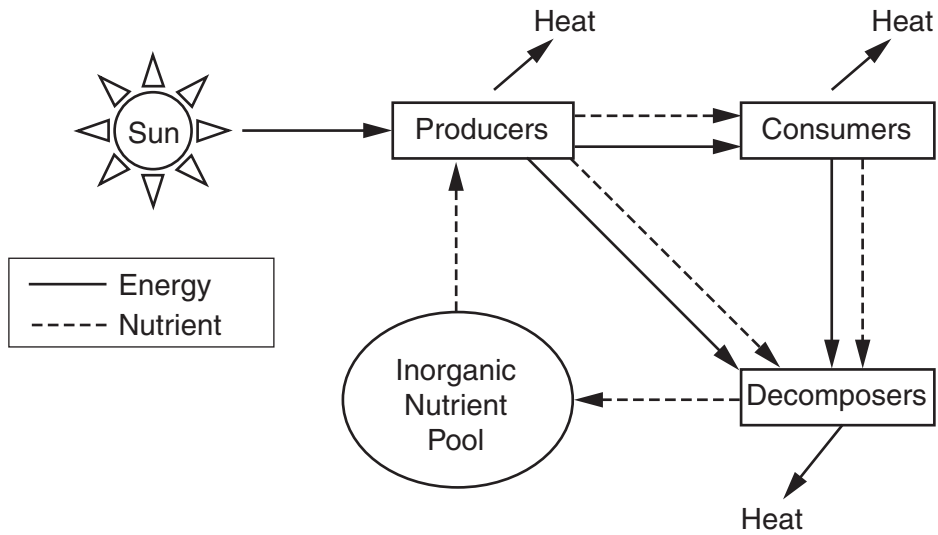 Heat
Heat
Sun
Producers
Consumers
Energy
Nutrient
Inorganic
Nutrient
Pool
Decomposers
Heat